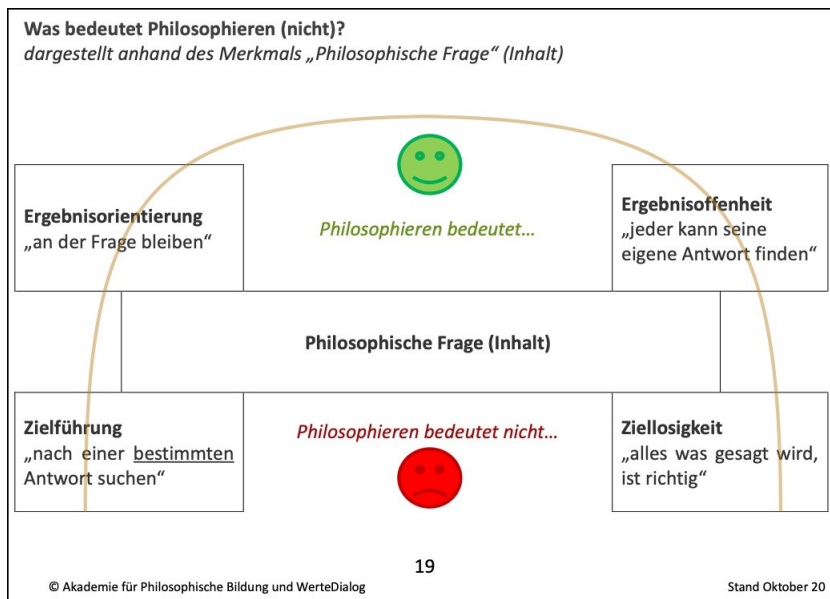 Was bedeutet Philosophieren (nicht)?
dargestellt anhand des Merkmals „Philosophische Frage“ (Inhalt)
Ergebnisorientierung
„an der Frage bleiben“
Philosophieren bedeutet…
Ergebnisoffenheit
„jeder kann seine
eigene Antwort finden“
Philosophische Frage (Inhalt)
Zielführung
„nach einer bestimmten
Antwort suchen“
Philosophieren bedeutet nicht…
Ziellosigkeit
„alles was gesagt wird,
ist richtig“
19
© Akademie für Philosophische Bildung und WerteDialog
Stand Oktober 20